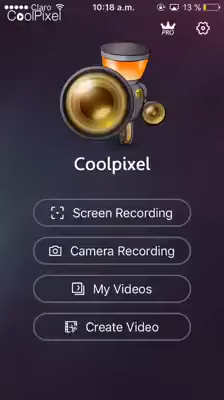 Claro 10:18 a.m. 13 %
CoolPixel
PRO
Coolpixel
Screen Recording
Camera Recording
My Videos
Create Video